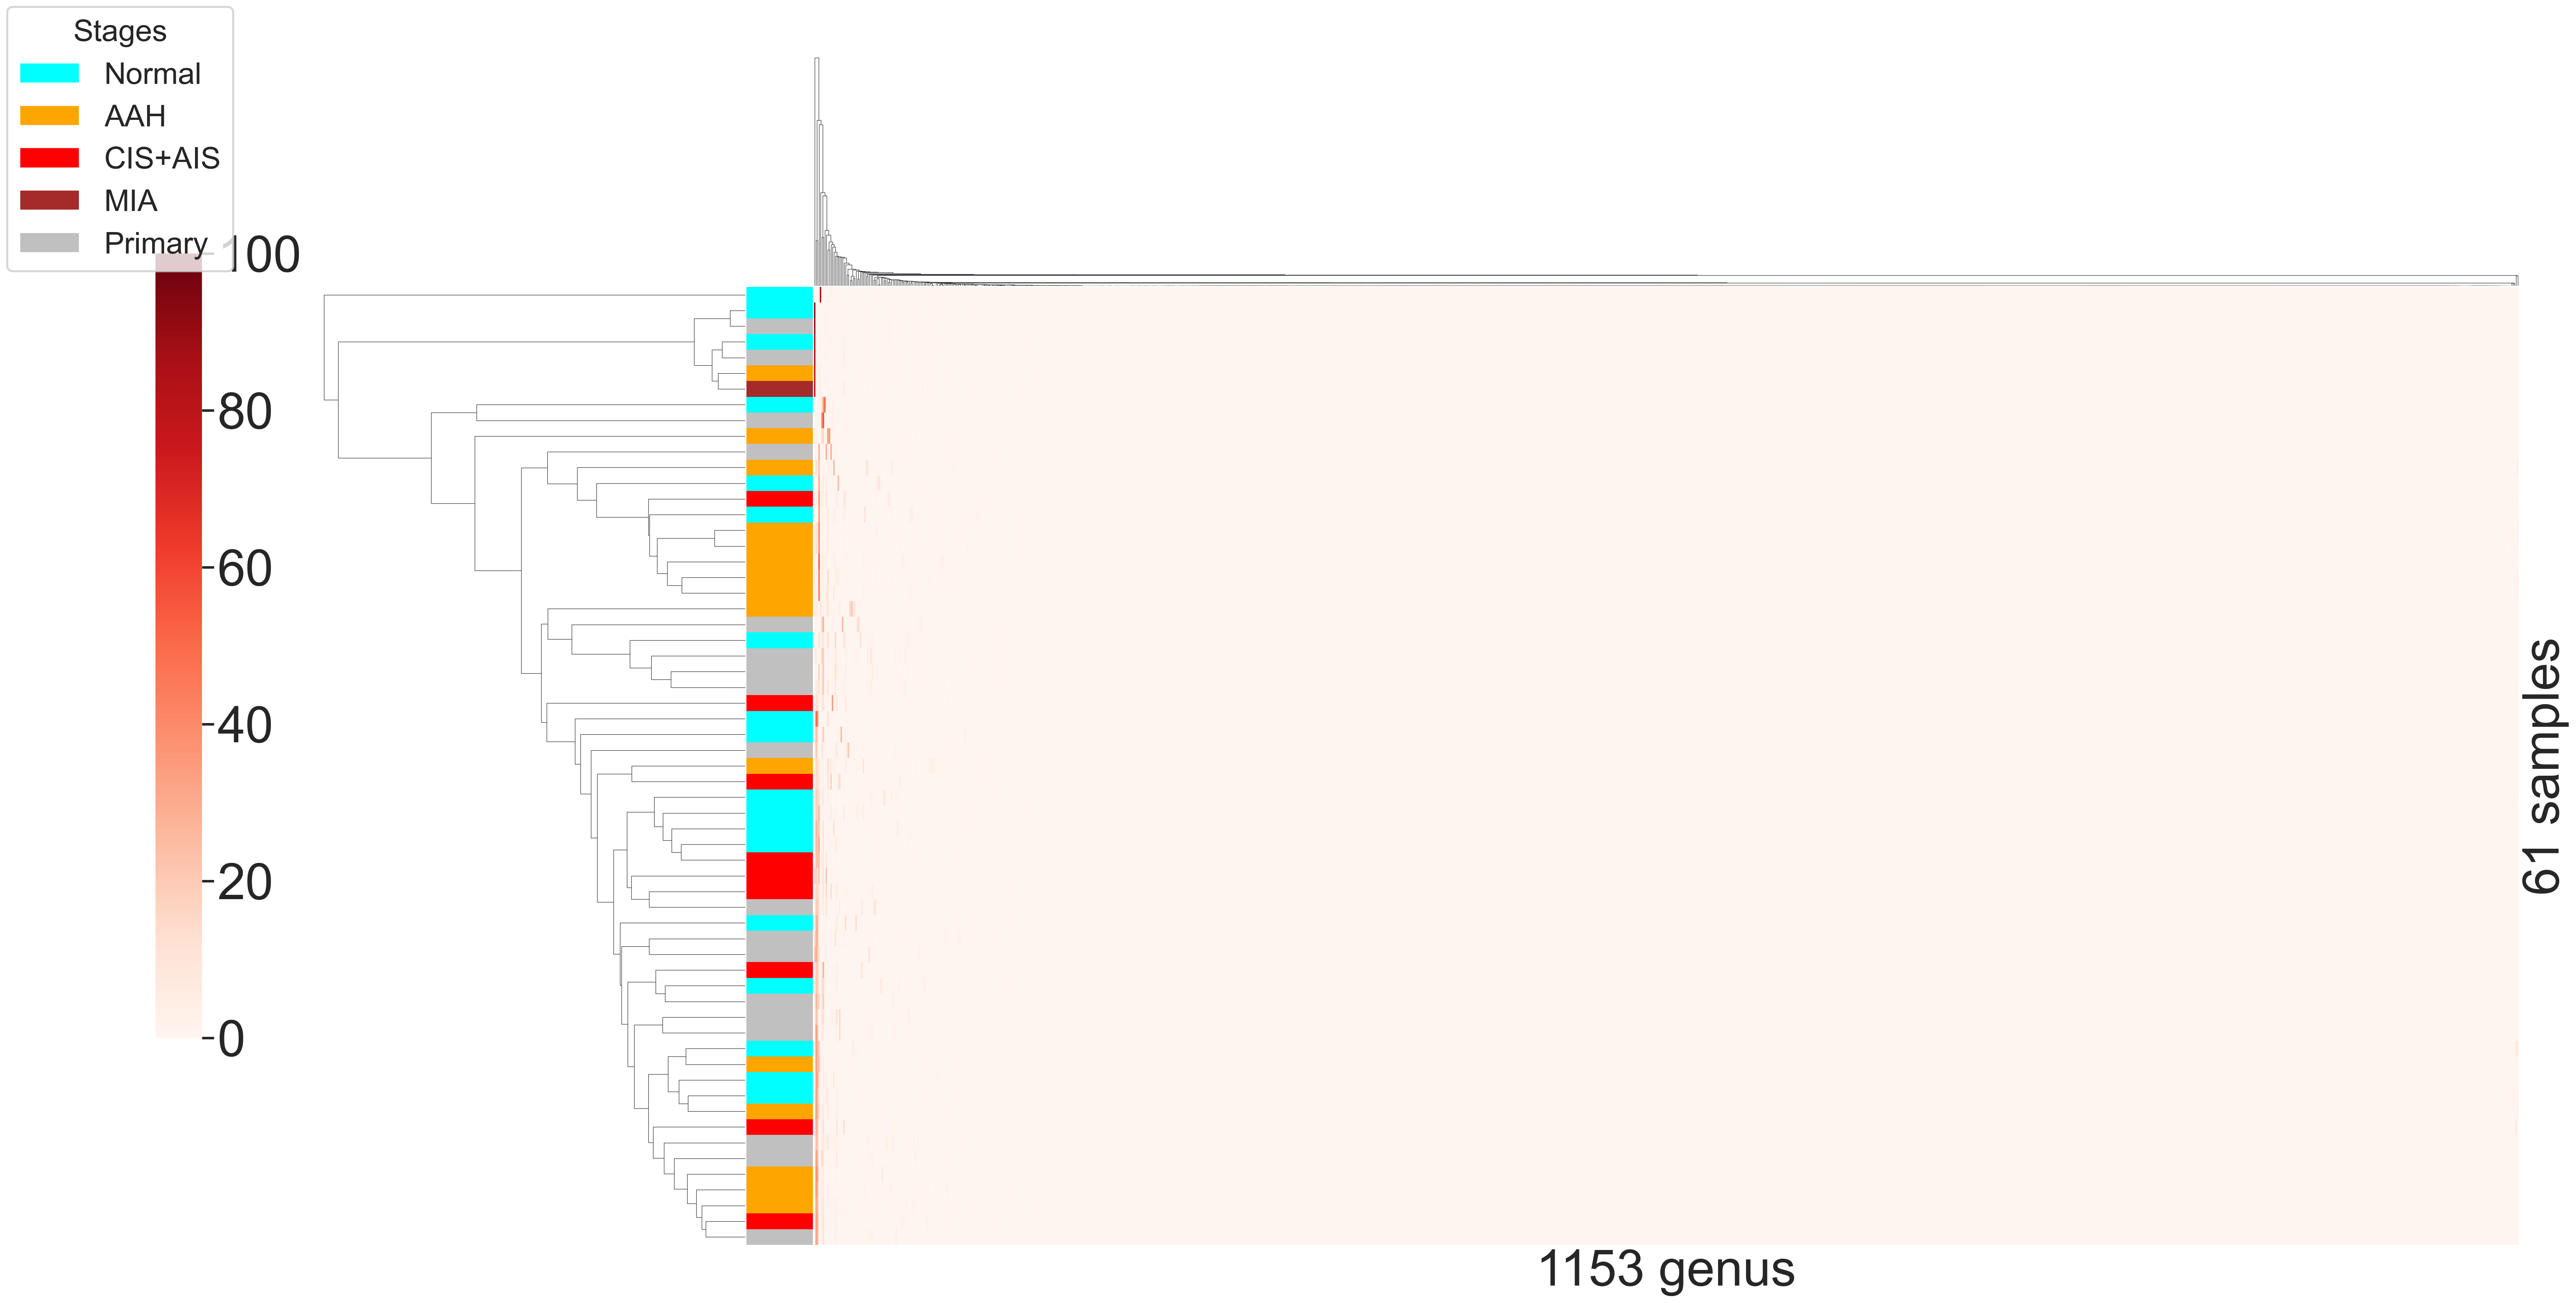 Stages
Normal
AAH
CIS+AIS
MIA
Primary
100
80
60
40
20
0
61 samples
1153 genus